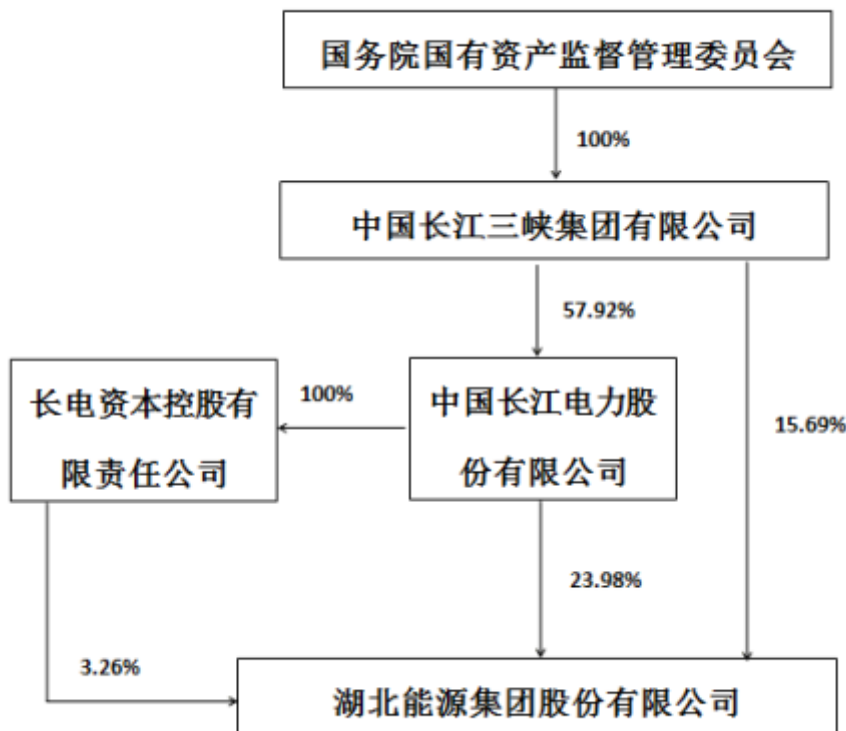 国务院国有资产监督管理委员会
100%
中国长江三峡集团有限公司
57.92%
长电资本控股有
限责任公司
100%
中国长江电力股
份有限公司
15.69%
23.98%
3.26%
湖北能源集团股份有限公司